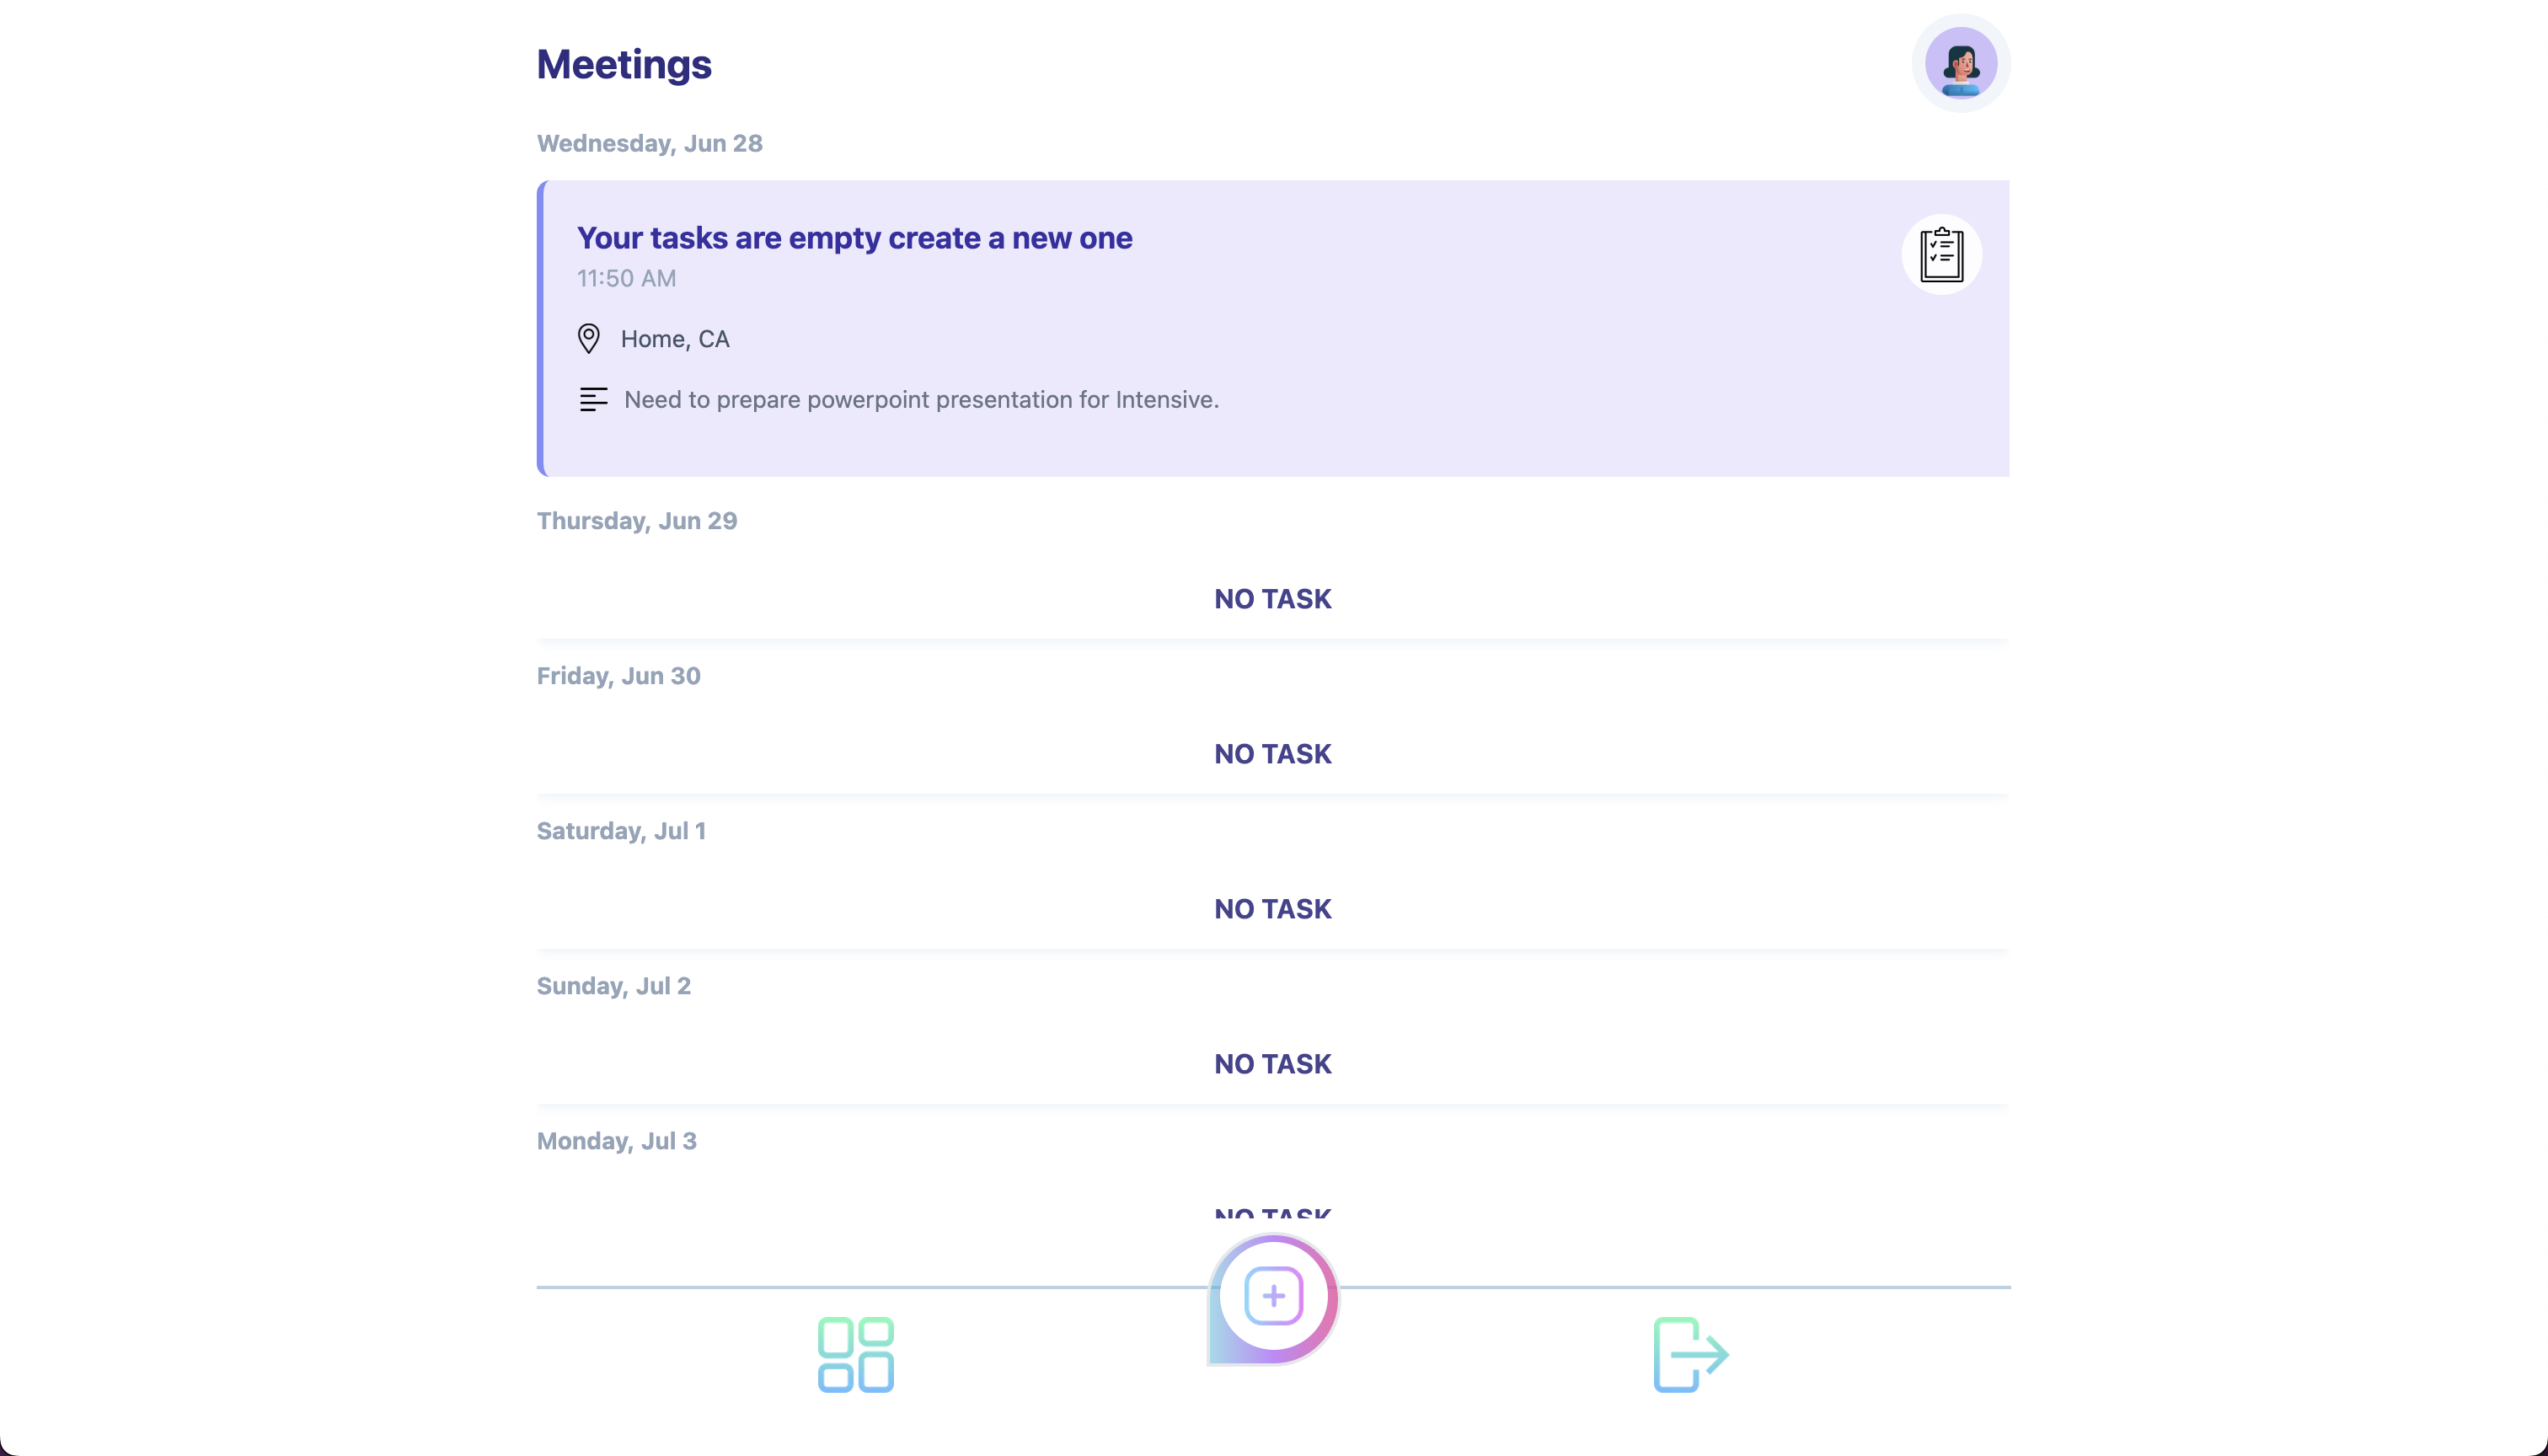 Meetings
Wednesday, Jun 28
Your tasks are empty create a new one
11:50 AM
Home, CA
Need to prepare powerpoint presentation for Intensive.
Thursday, Jun 29
NO TASK
Friday, Jun 30
NO TASK
Saturday, Jul 1
NO TASK
Sunday, Jul 2
NO TASK
Monday, Jul 3
NO TASK